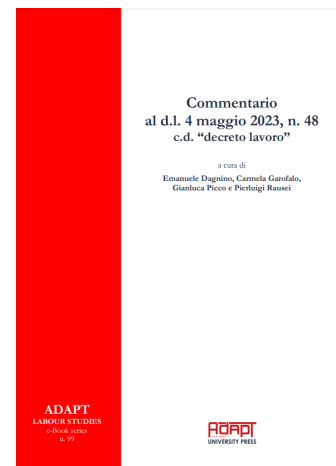 Commentario
al d.l. 4 maggio 2023, n. 48
c.d. “decreto lavoro”
a cura di
Emanuele Dagnino, Carmela Garofalo,
Gianluca Picco e Pierluigi Rausei
ADAPT
LABOUR STUDIES
e-Book series
n. 99
ADAPT
UNIVERSITY PRESS